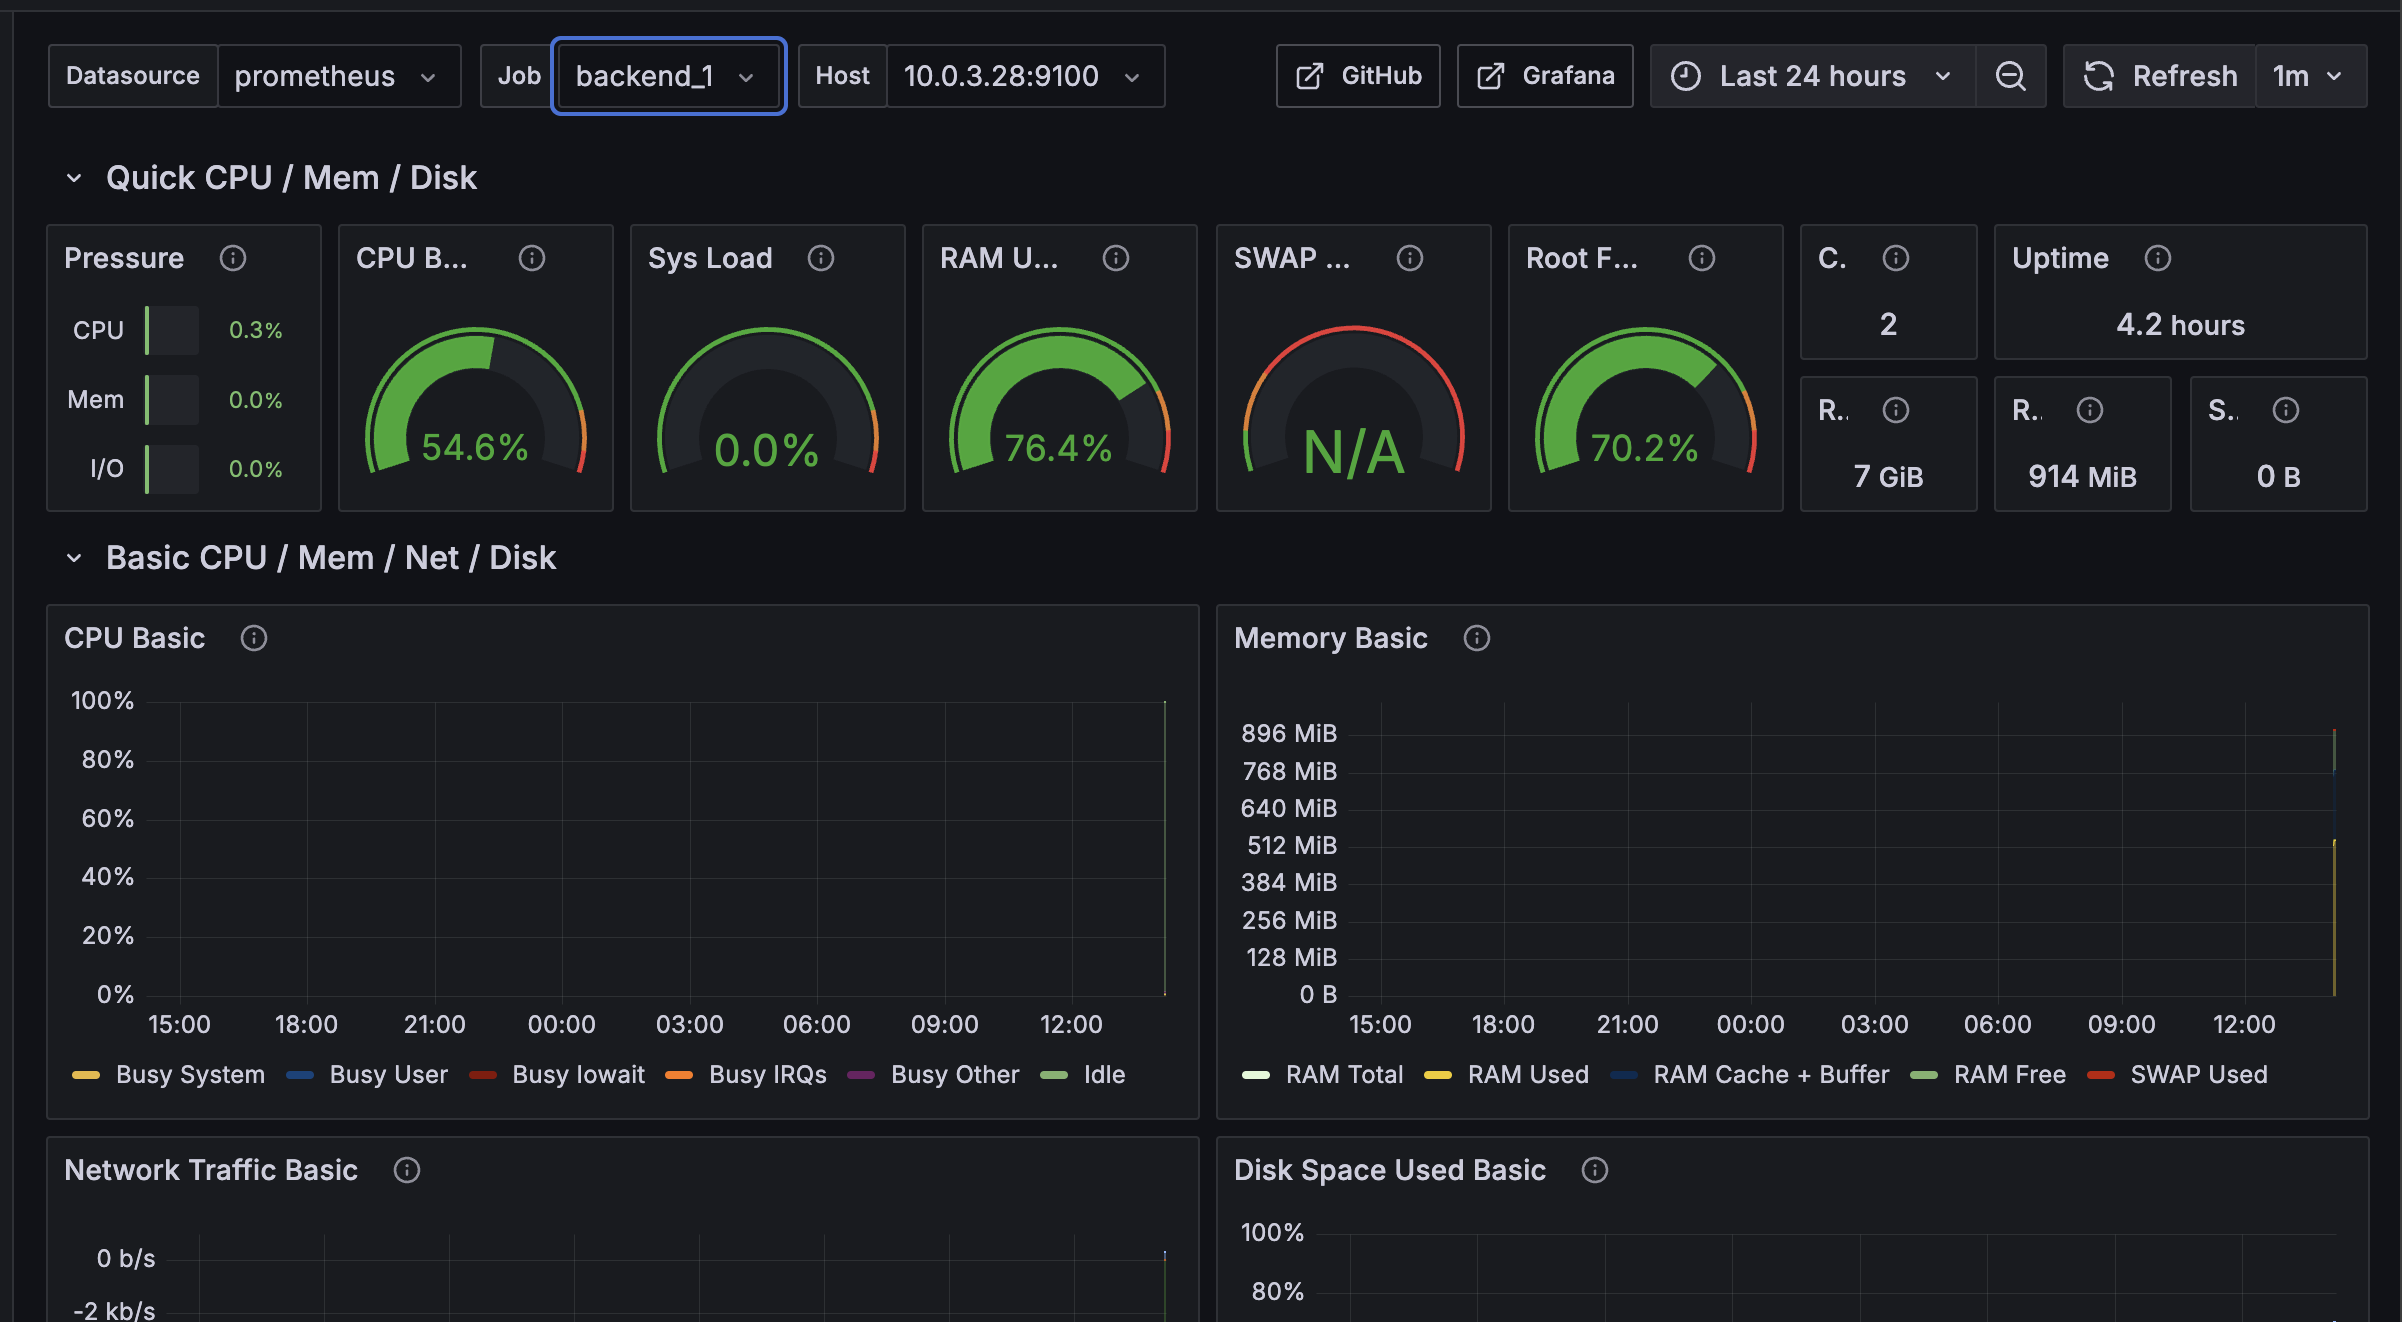 Datasource prometheus Job backend_1 Host 10.0.3.28:9100 GitHub Grafana Last 24 hours Refresh 1m
Quick CPU / Mem / Disk
Pressure CPU B... Sys Load RAM U... SWAP ... Root F... C. Uptime
CPU 0.3%
Mem 0.0%
I/O 0.0%
54.6%
0.0%
76.4%
N/A
70.2%
2
4.2 hours
R.. R.. S..
7 GiB 914 MiB 0 B
Basic CPU / Mem / Net / Disk
CPU Basic
100%
80%
60%
40%
20%
0%
15:00 18:00 21:00 00:00 03:00 06:00 09:00 12:00
Busy System Busy User Busy Iowait Busy IRQs Busy Other Idle
Memory Basic
896 MiB
768 MiB
640 MiB
512 MiB
384 MiB
256 MiB
128 MiB
0 B
15:00 18:00 21:00 00:00 03:00 06:00 09:00 12:00
RAM Total RAM Used RAM Cache + Buffer RAM Free SWAP Used
Network Traffic Basic
0 b/s
-2 kb/s
Disk Space Used Basic
100%
80%